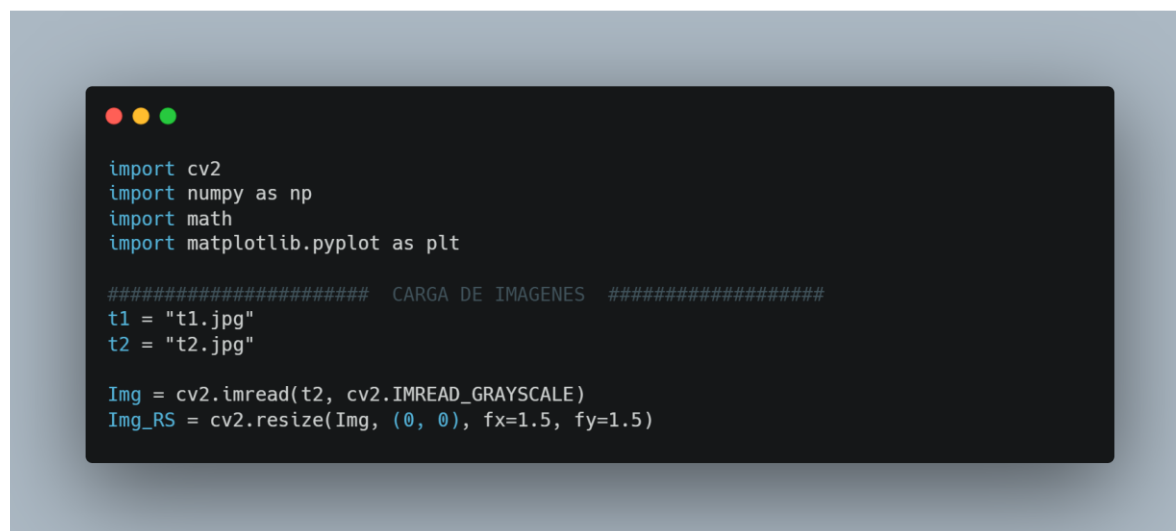 import cv2
import numpy as np
import math
import matplotlib.pyplot as plt
####################### CARGA DE IMAGENES ###################
t1 = "t1.jpg"
t2 = "t2.jpg"
Img = cv2.imread(t2, cv2.IMREAD_GRAYSCALE)
Img_RS = cv2.resize(Img, (0, 0), fx=1.5, fy=1.5)